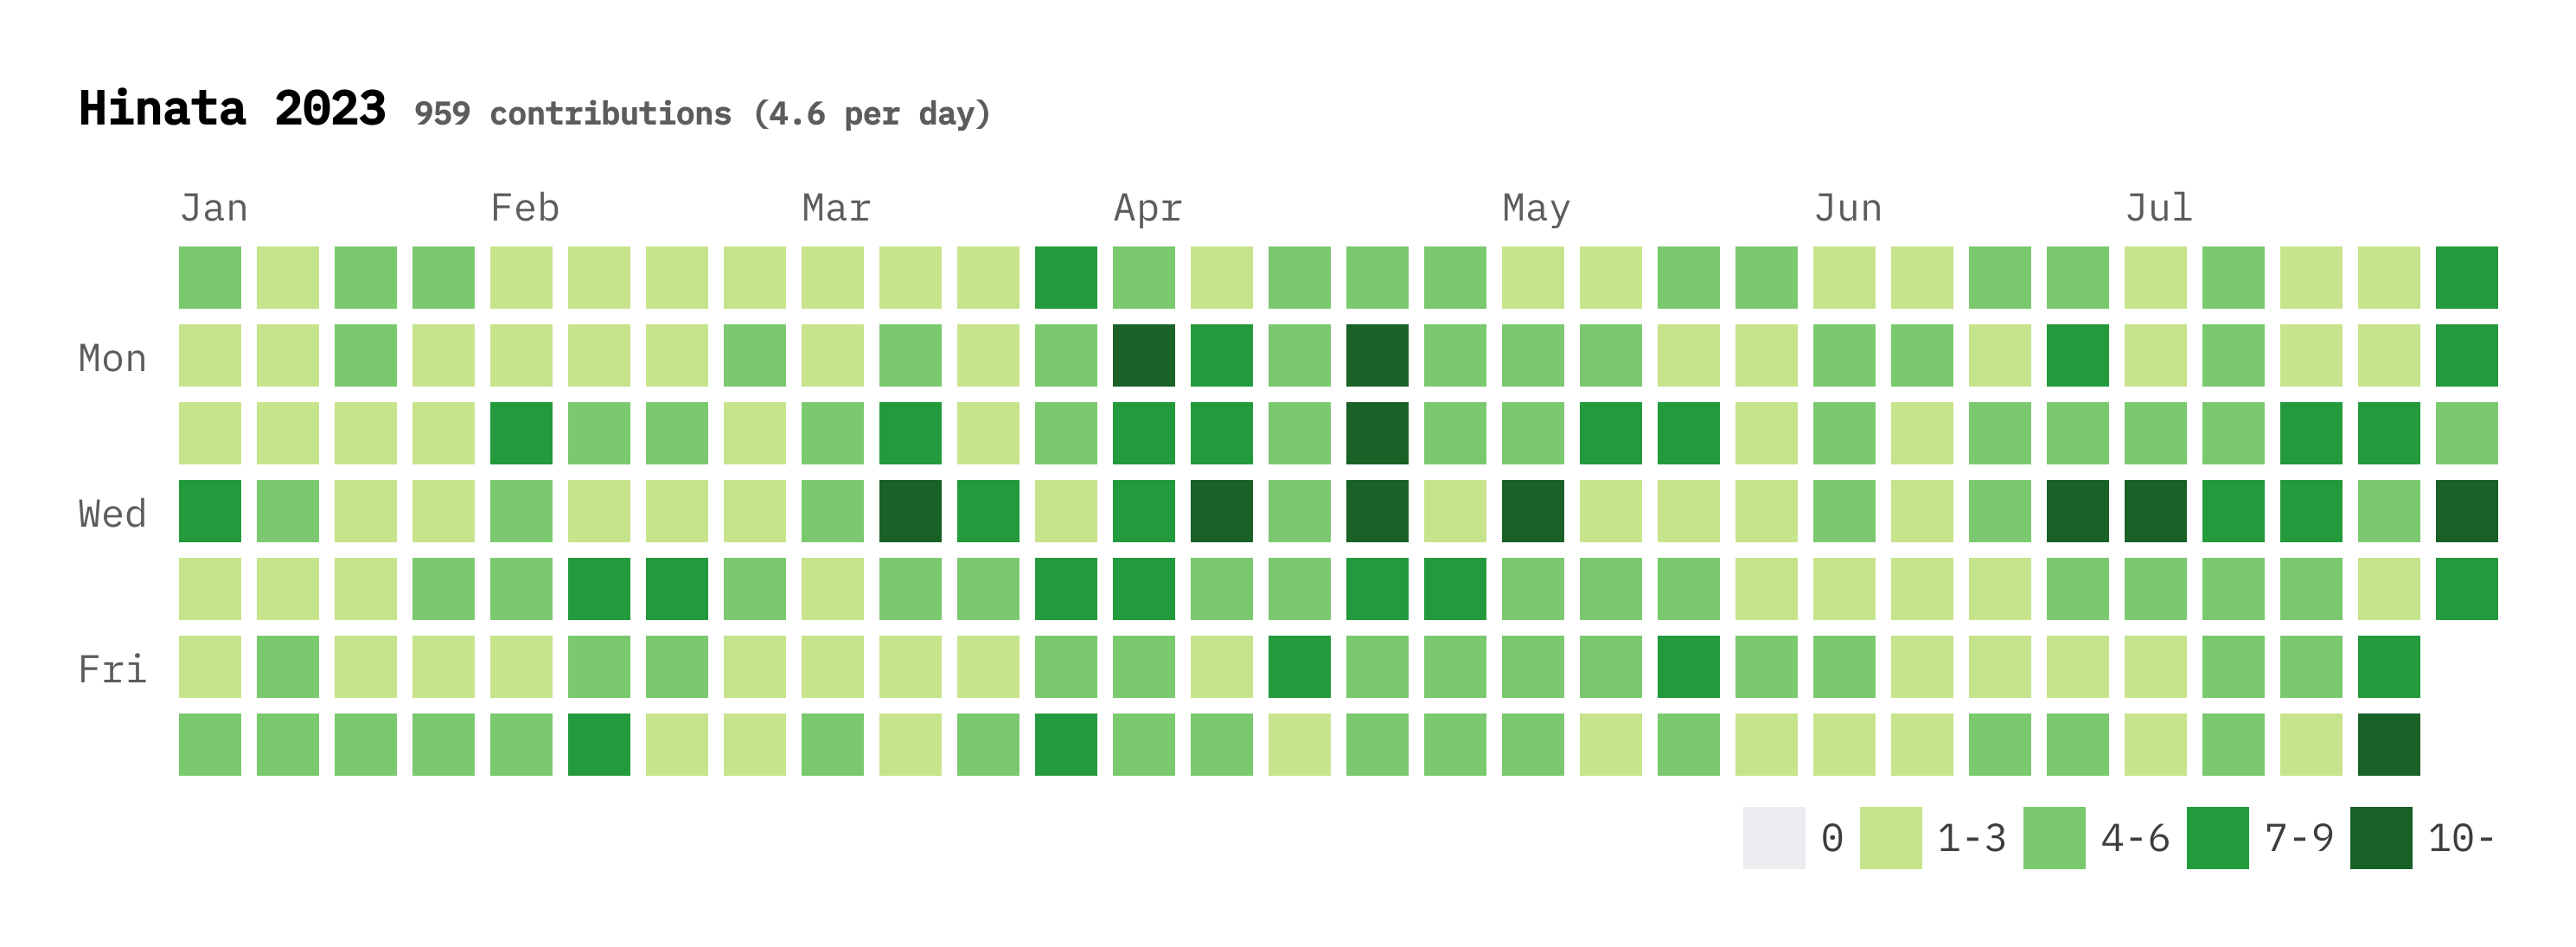 Hinata 2023 959 contributions (4.6 per day)
Jan Feb Mar Apr May Jun Jul
Mon
Wed
Fri
0 1-3 4-6 7-9 10-